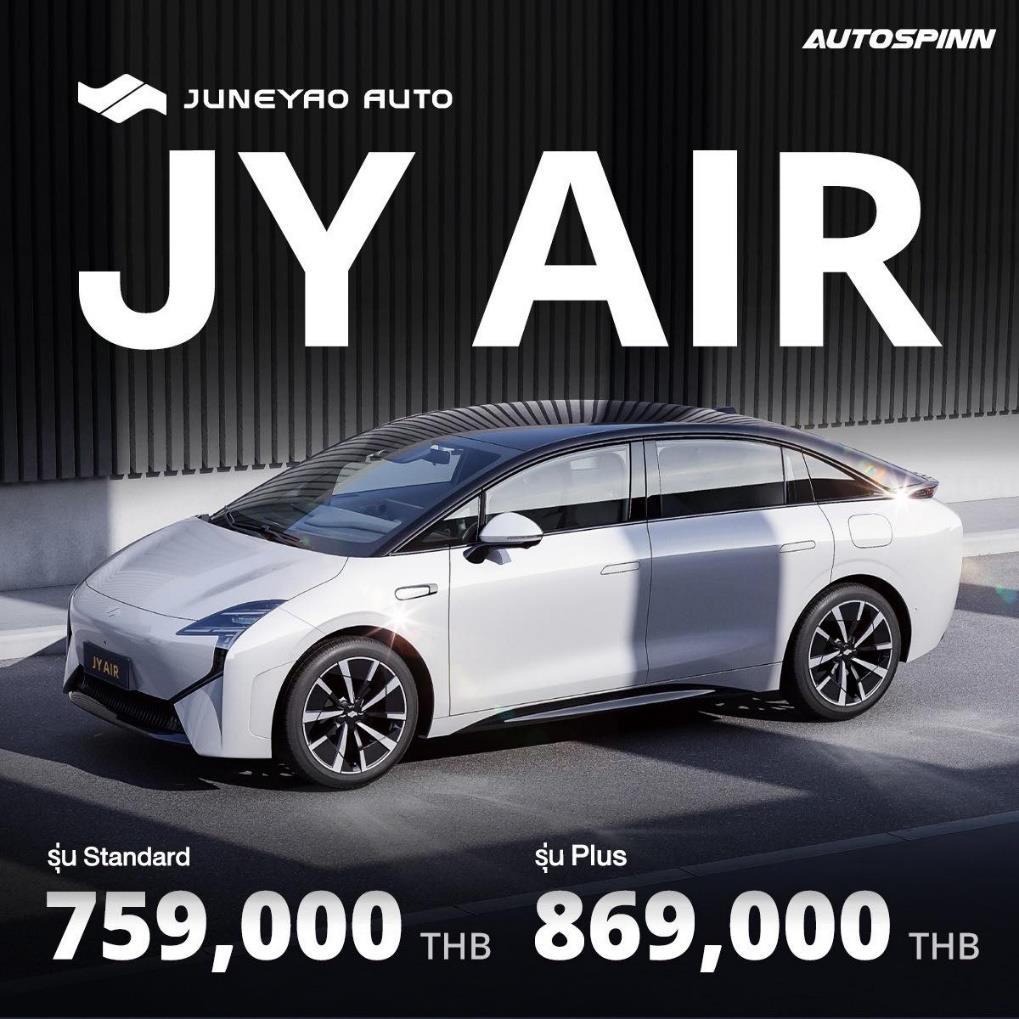 AUTOSPINN
JUNEYAO AUTO
JY AIR
JY AIR
รุ่น Standard
759,000 THB
รุ่น Plus
869,000 THB